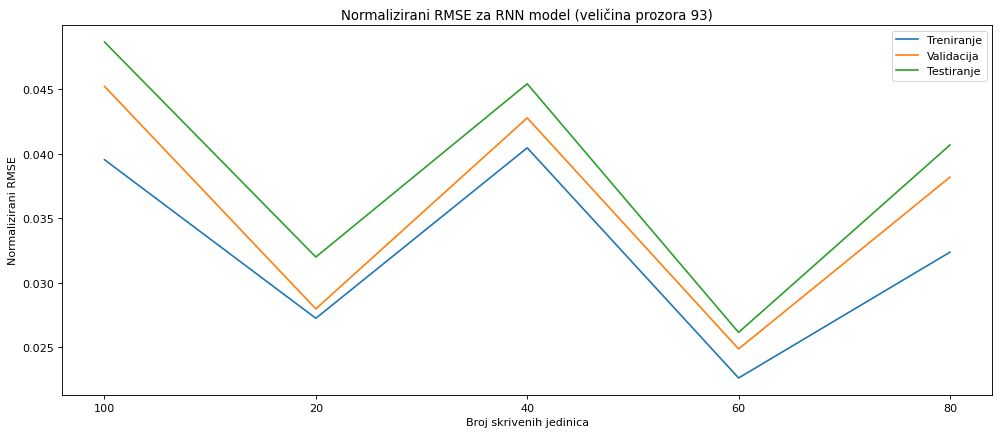 Normalizirani RMSE za RNN model (veličina prozora 93)
Treniranje
Validacija
Testiranje
Normalizirani RMSE
0.045
0.040
0.035
0.030
0.025
100 20 40 60 80
Broj skrivenih jedinica